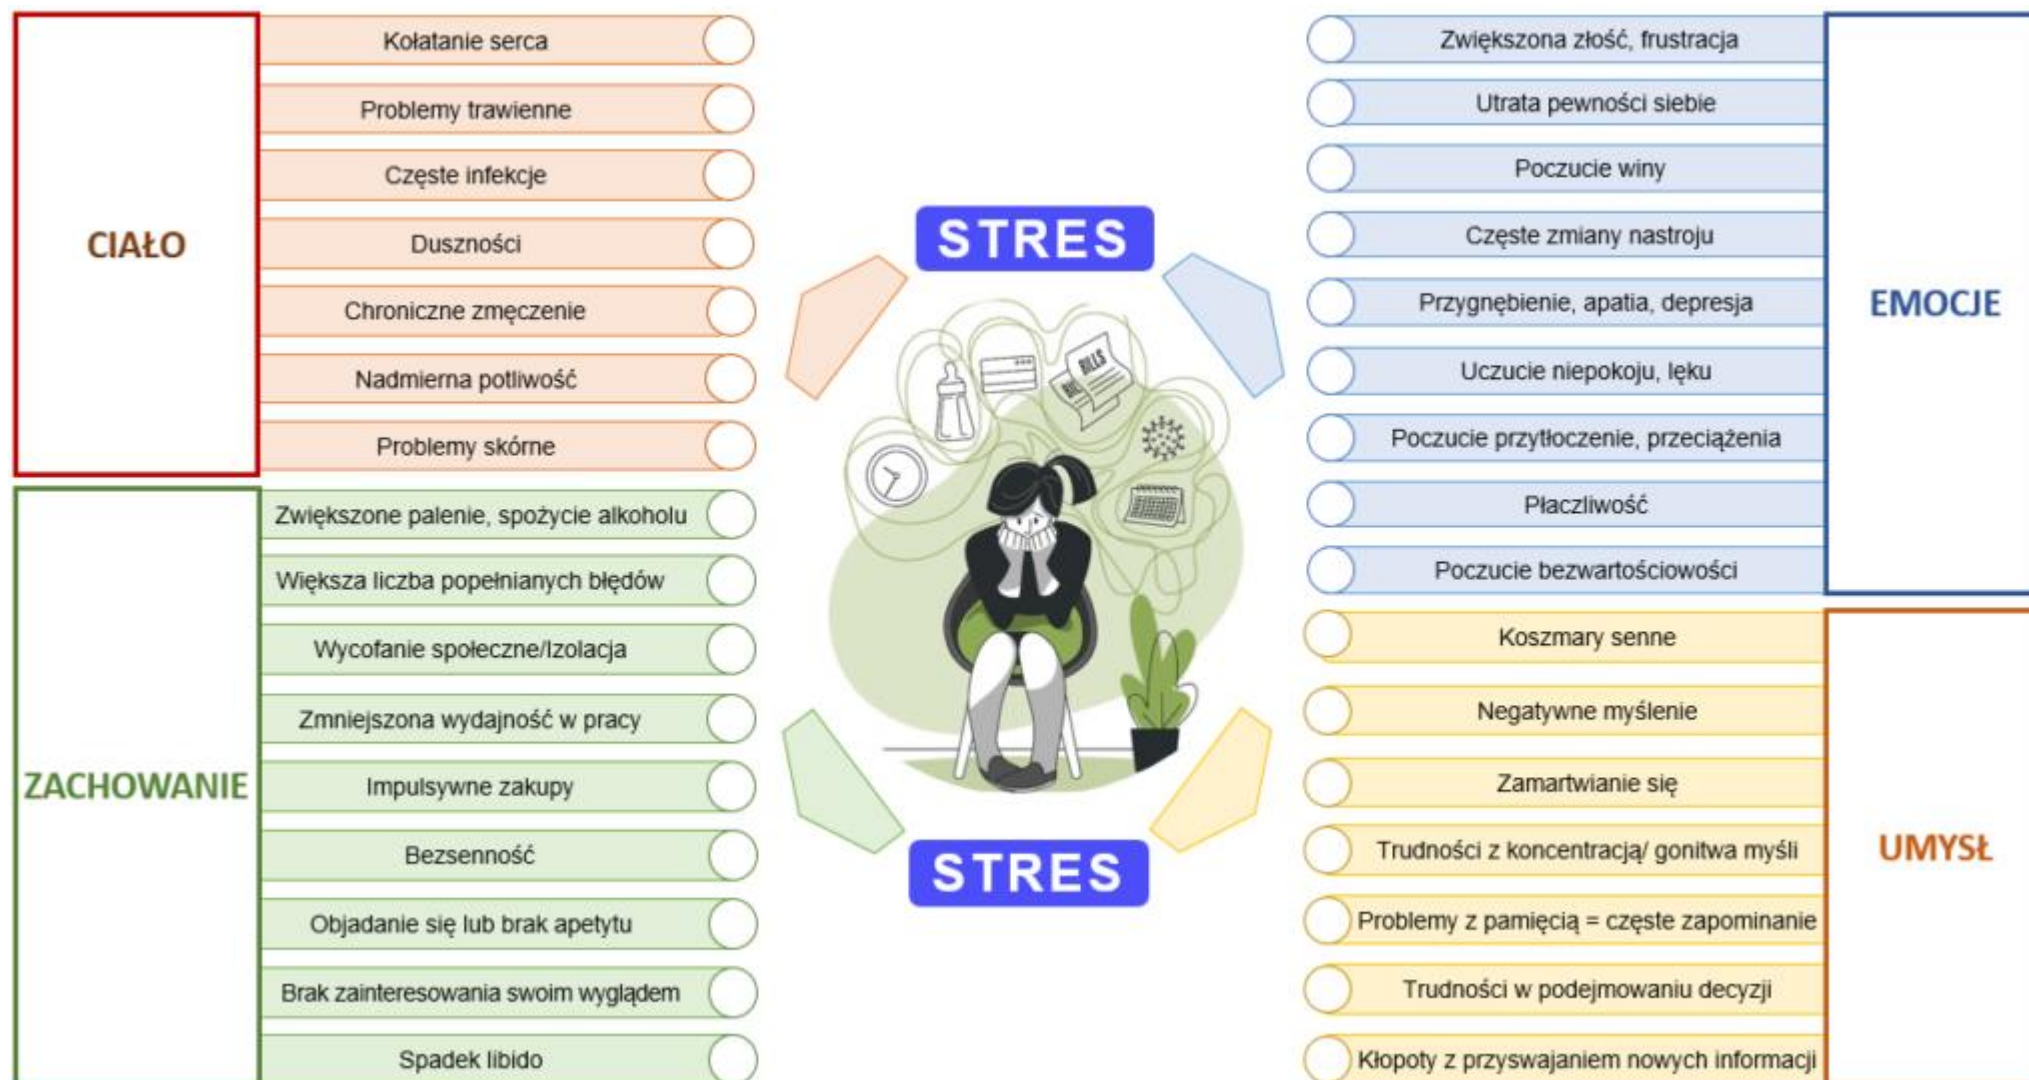 CIAŁO
Kołatanie serca
Problemy trawienne
Częste infekcje
Duszności
Chroniczne zmęczenie
Nadmierna potliwość
Problemy skórne
ZACHOWANIE
Zwiększone palenie, spożycie alkoholu
Większa liczba popełnianych błędów
Wycofanie społeczne/Izolacja
Zmniejszona wydajność w pracy
Impulsywne zakupy
Bezsenność
Objadanie się lub brak apetytu
Brak zainteresowania swoim wyglądem
Spadek libido
STRES
BILLS
STRES
EMOCJE
Zwiększona złość, frustracja
Utrata pewności siebie
Poczucie winy
Częste zmiany nastroju
Przygnębienie, apatia, depresja
Uczucie niepokoju, lęku
Poczucie przytłoczenie, przeciążenia
Płaczliwość
Poczucie bezwartościowości
UMYSŁ
Koszmary senne
Negatywne myślenie
Zamartwianie się
Trudności z koncentracją/ gonitwa myśli
Problemy z pamięcią = częste zapominanie
Trudności w podejmowaniu decyzji
Kłopoty z przyswajaniem nowych informacji